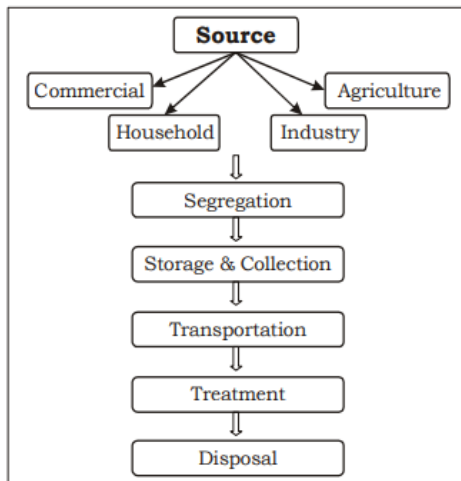 Source
Commercial
Agriculture
Household
Industry
Segregation
Storage & Collection
Transportation
Treatment
Disposal